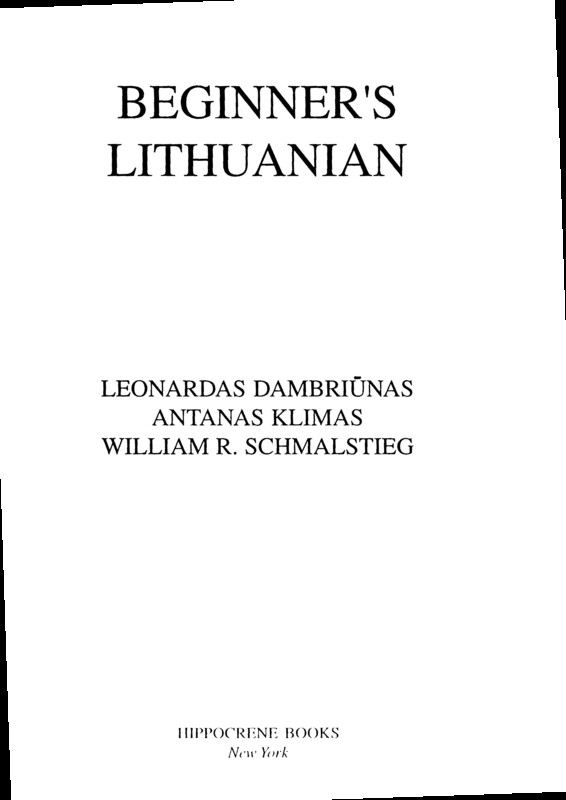 BEGINNER'S
LITHUANIAN
LEONARDAS DAMBRIŪNAS
ANTANAS KLIMAS
WILLIAM R. SCHMALSTIEG
HIPPOCRENE BOOKS
New York